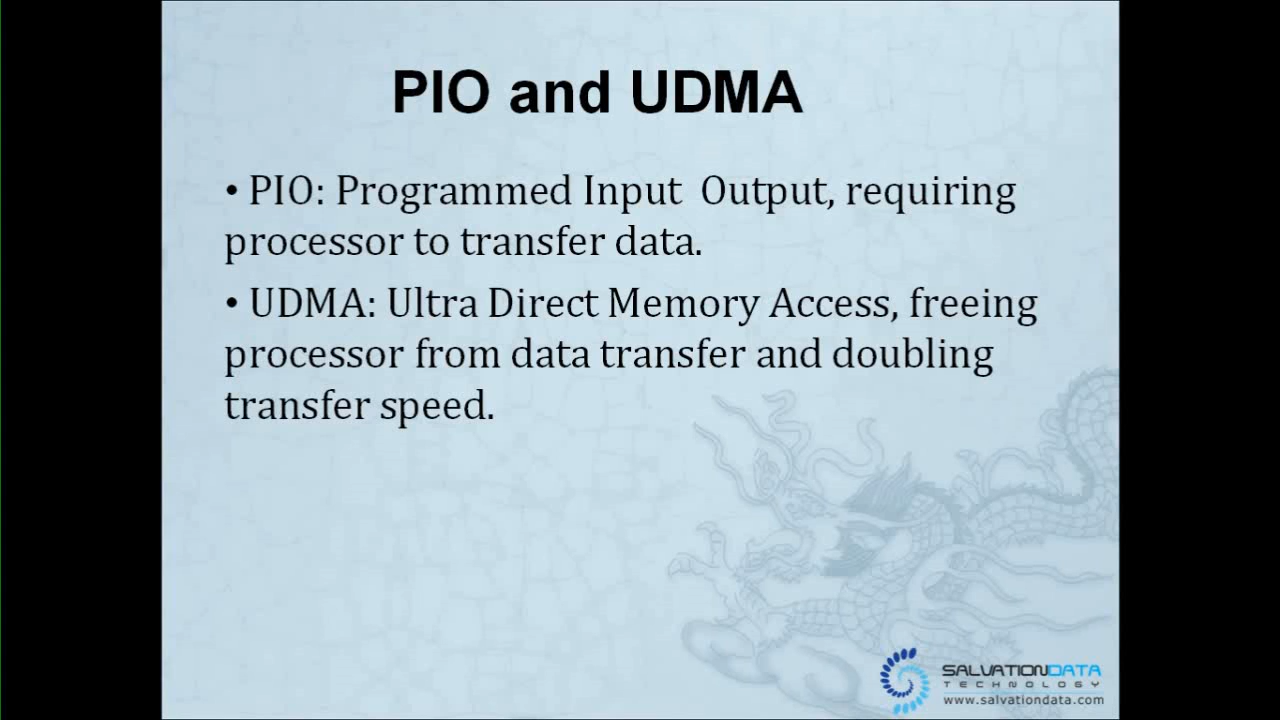 PIO and UDMA
• PIO: Programmed Input  Output, requiring
processor to transfer data.
• UDMA: Ultra Direct Memory Access, freeing
processor from data transfer and doubling
transfer speed.
SALVATIONDATA
TECHNOLOGY
www.salvationdata.com